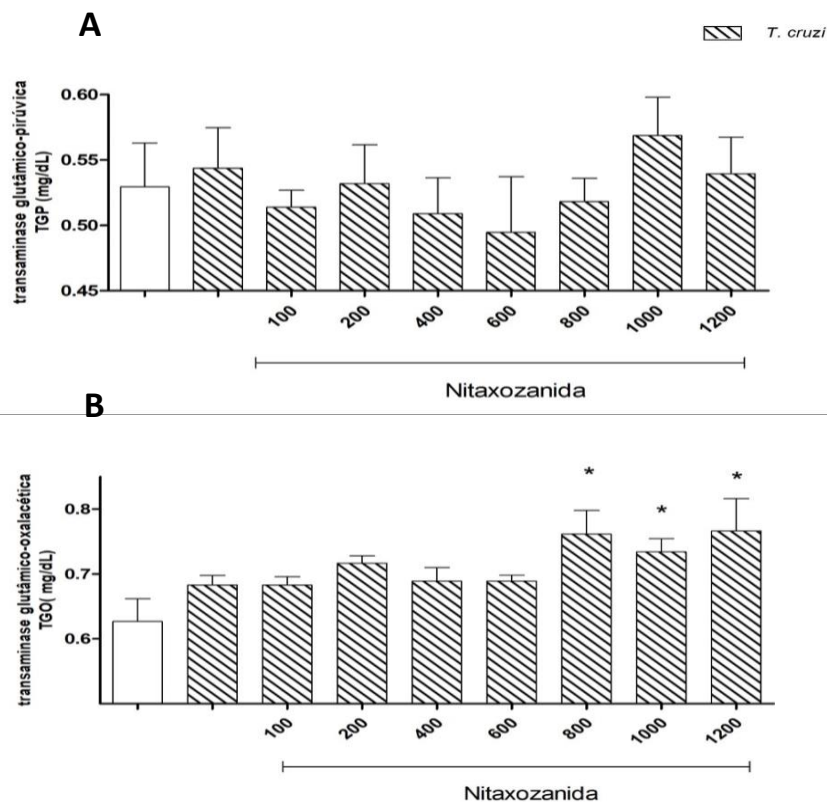 A
T. cruzi
transaminase glutâmico-pirúvica
TGP (mg/dL)
0.60
0.55
0.50
0.45
100
200
400
600
800
1000
1200
Nitaxozanida
B
transaminase glutâmico-oxalacética
TGO( mg/dL)
0.8
0.7
0.6
*
*
*
100
200
400
600
800
1000
1200
Nitaxozanida